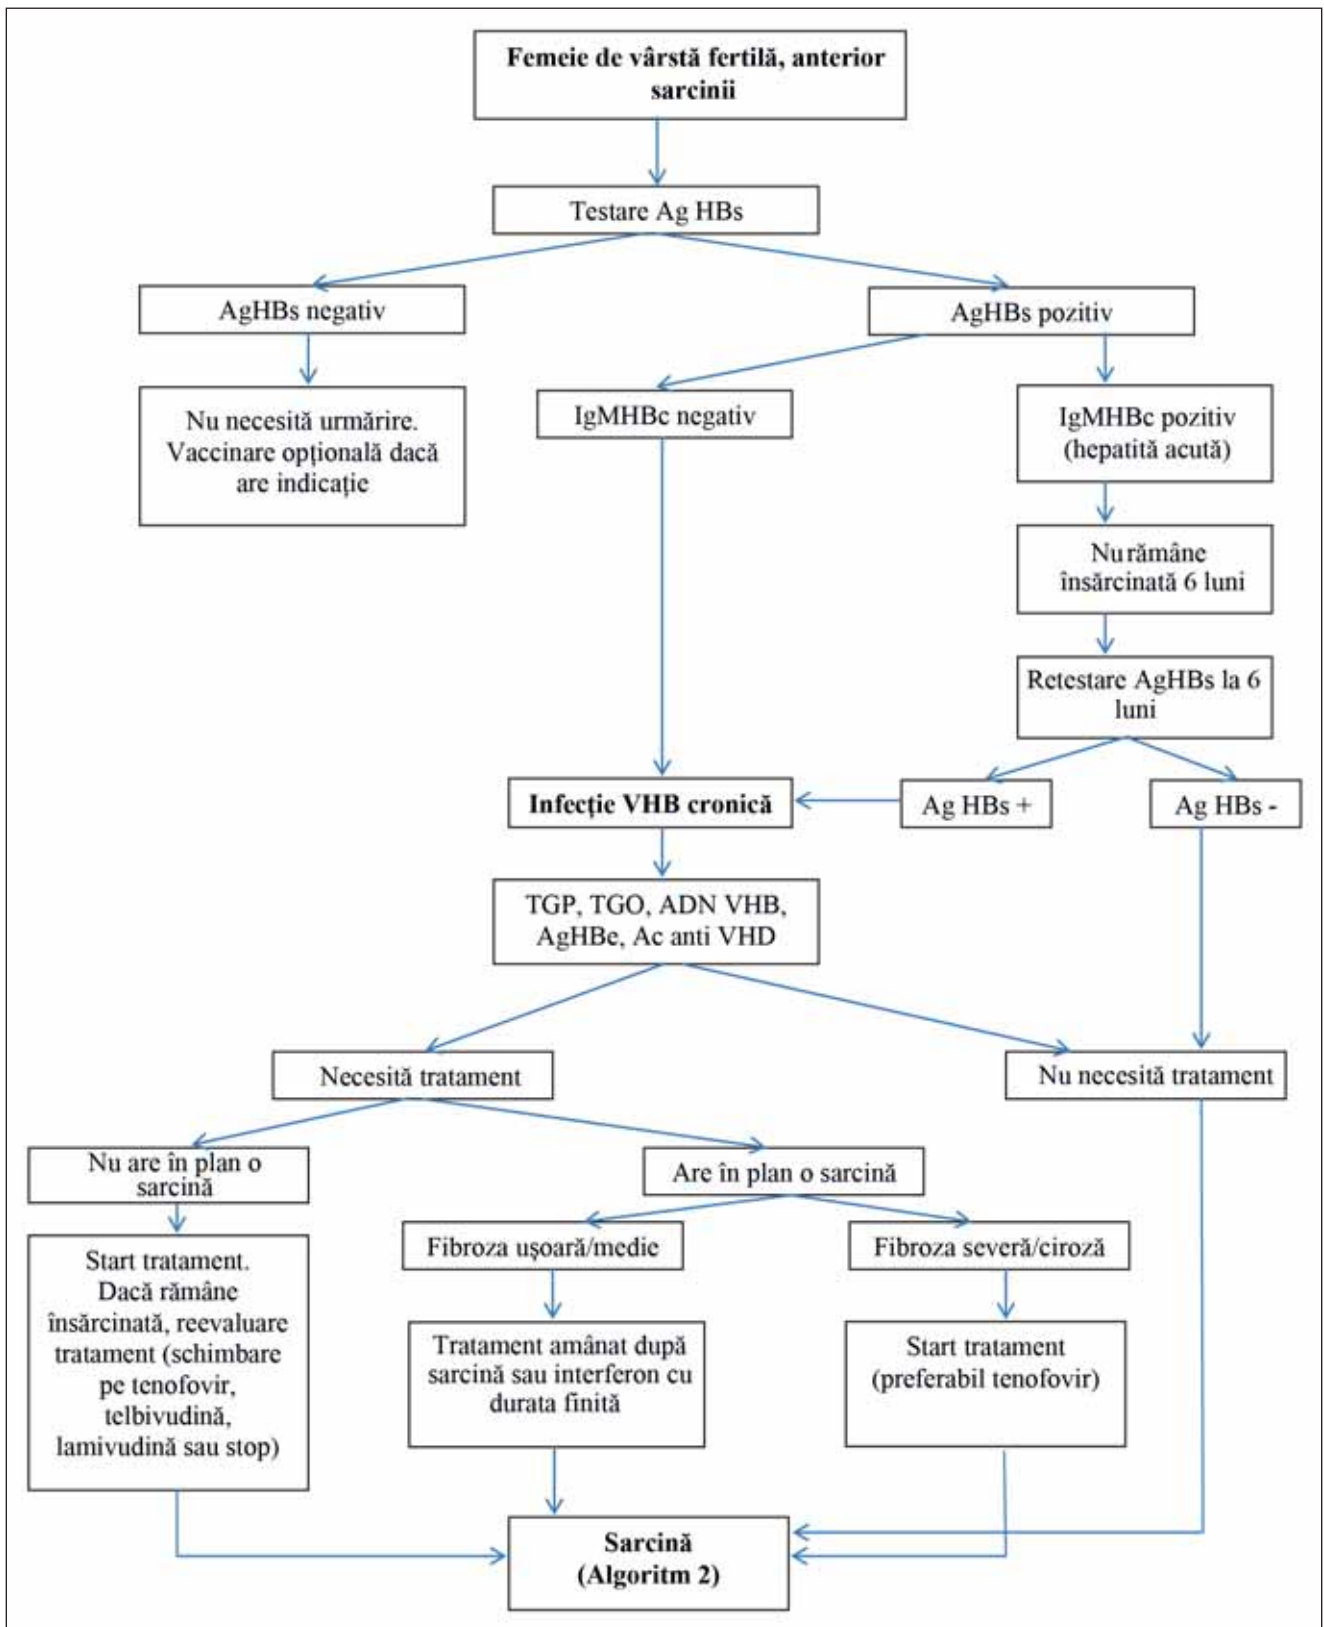 Femeie de vârstă fertilă, anterior
sarcinii
Testare Ag HBs
AgHBs negativ
AgHBs pozitiv
Nu necesită urmărire.
Vaccinare opțională dacă
are indicație
IgMHBc negativ
IgMHBc pozitiv
(hepatită acută)
Nu rămâne
însărcinată 6 luni
Retestare AgHBs la 6
luni
Infecție VHB cronică
Ag HBs +
Ag HBs -
TGP, TGO, ADN VHB,
AgHBe, Ac anti VHD
Necesită tratament
Nu necesită tratament
Nu are în plan o
sarcină
Are în plan o sarcină
Start tratament.
Dacă rămâne
însărcinată, reevaluare
tratament (schimbare
pe tenofovir,
telbivudină,
lamivudină sau stop)
Fibroza ușoară/medie
Fibroza severă/ciroză
Tratament amânat după
sarcină sau interferon cu
durata finită
Start tratament
(preferabil tenofovir)
Sarcină
(Algoritm 2)